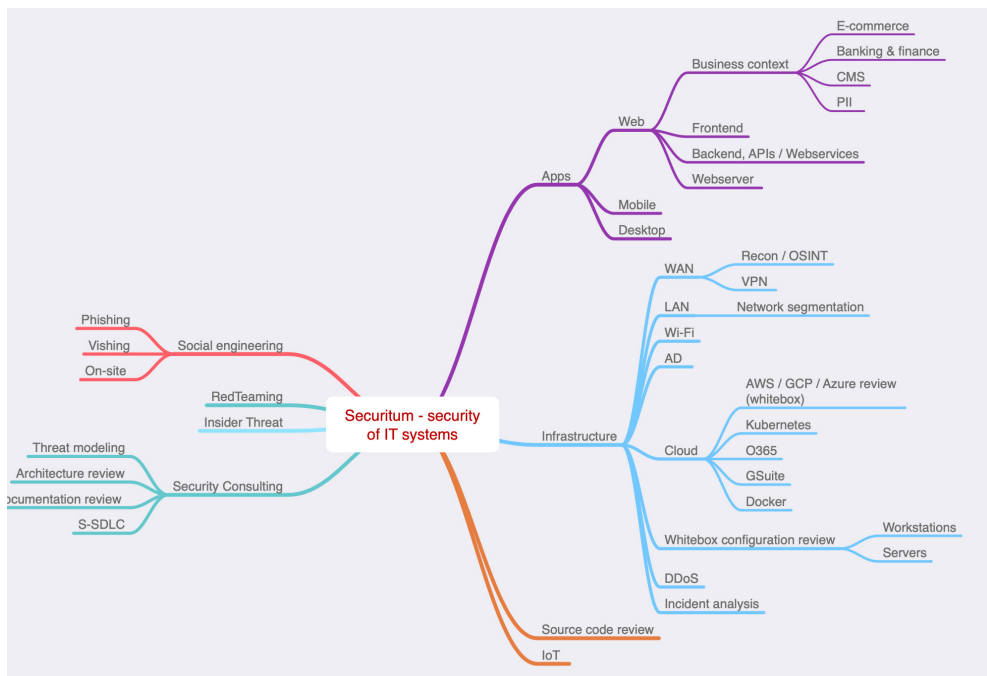 E-commerce
Banking & finance
Business context
CMS
PII
Web
Frontend
Backend, APIs / Webservices
Webserver
Apps
Mobile
Desktop
Recon / OSINT
WAN
VPN
LAN
Network segmentation
Wi-Fi
AD
AWS / GCP / Azure review
(whitebox)
Kubernetes
Infrastructure
Cloud
O365
GSuite
Docker
Whitebox configuration review
Workstations
Servers
DDoS
Incident analysis
Source code review
IoT
Securitum - security
of IT systems
Phishing
Social engineering
Vishing
On-site
RedTeaming
Insider Threat
Threat modeling
Architecture review
Security Consulting
ocumentation review
S-SDLC